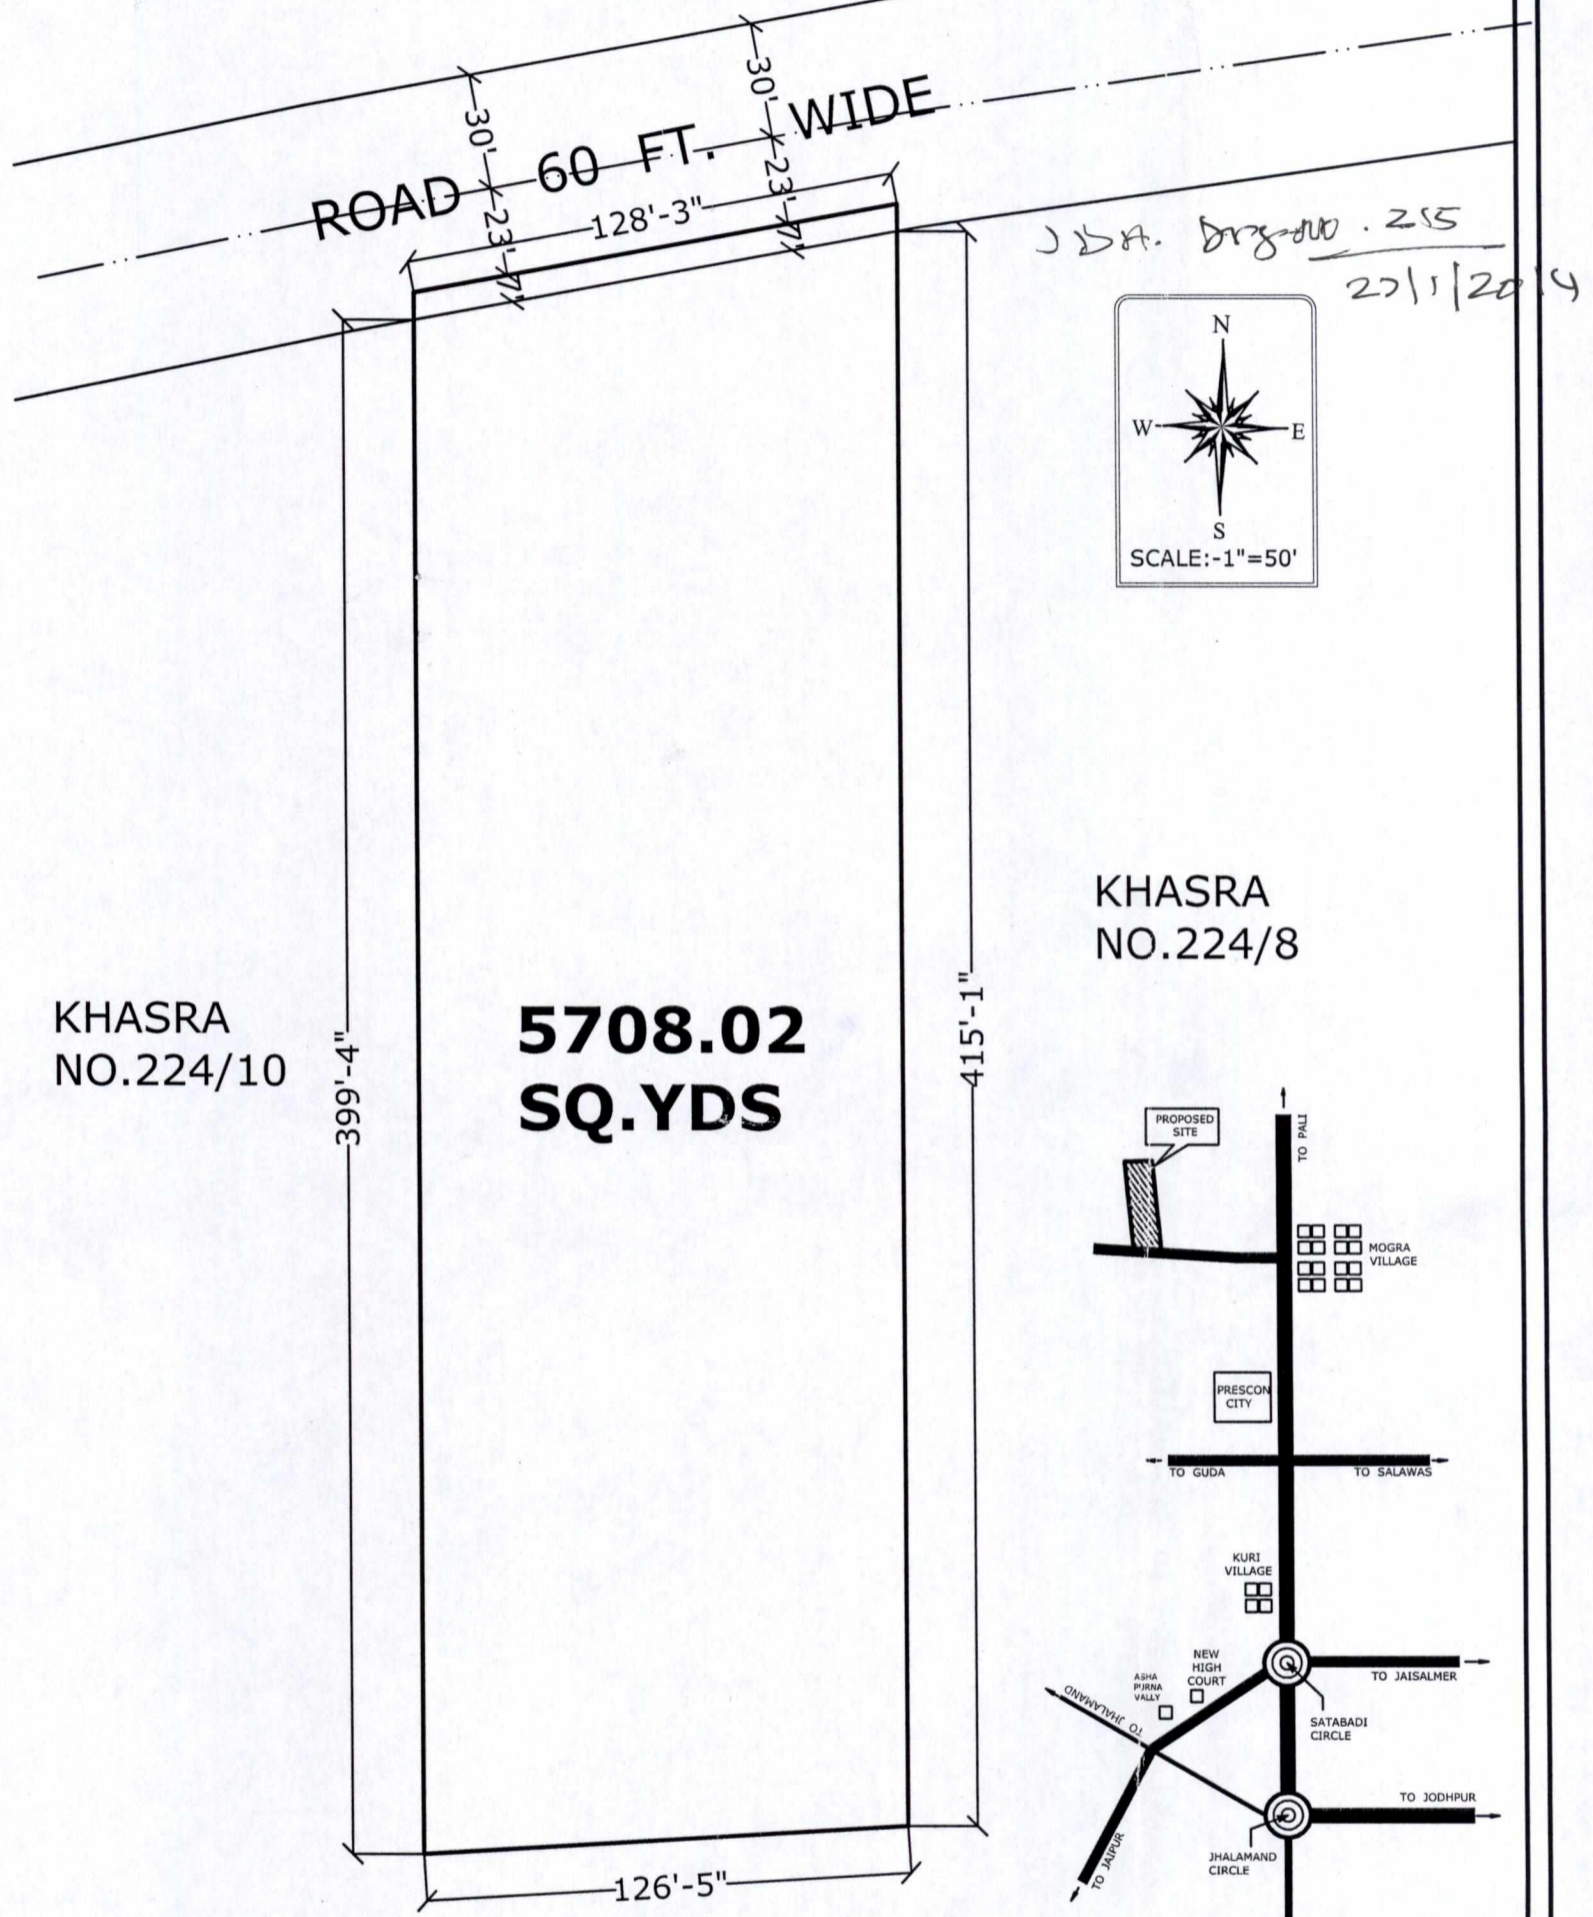 30'
30'
ROAD 60 FT. WIDE
23'
23'
128'-3"
7'
7'
J D A. Drg no. 255
N
W
E
S
SCALE:-1"=50'
KHASRA
NO.224/8
KHASRA
NO.224/10
399'-4"
5708.02
SQ.YDS
415'-1"
126'-5"
PROPOSED
SITE
TO PALI
MOGRA
VILLAGE
PRESCON
CITY
TO GUDA
TO SALAWAS
KURI
VILLAGE
NEW
HIGH
COURT
ASHA
PURNA
VALLY
TO JHALAMAND
TO JAISALMER
SATABADI
CIRCLE
TO JODHPUR
JHALAMAND
CIRCLE
TO JAIPUR